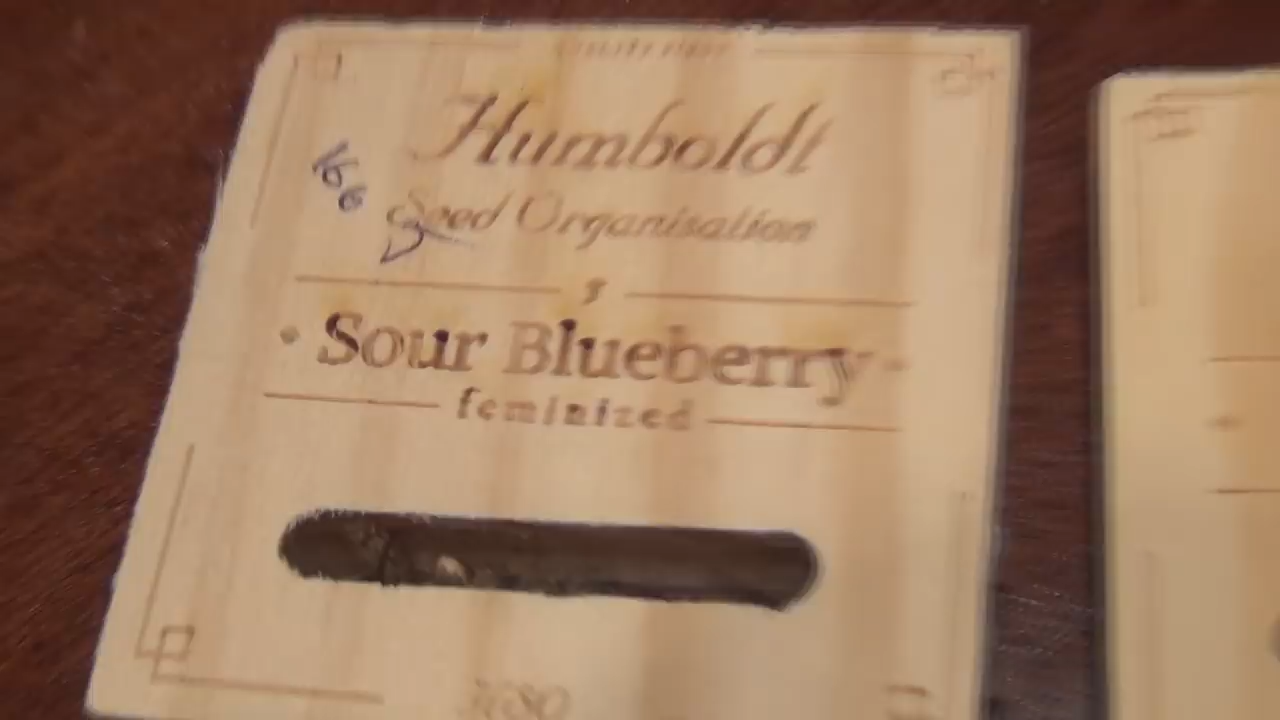 Humboldt
Seed Organisation
· Sour Blueberry ·
feminized